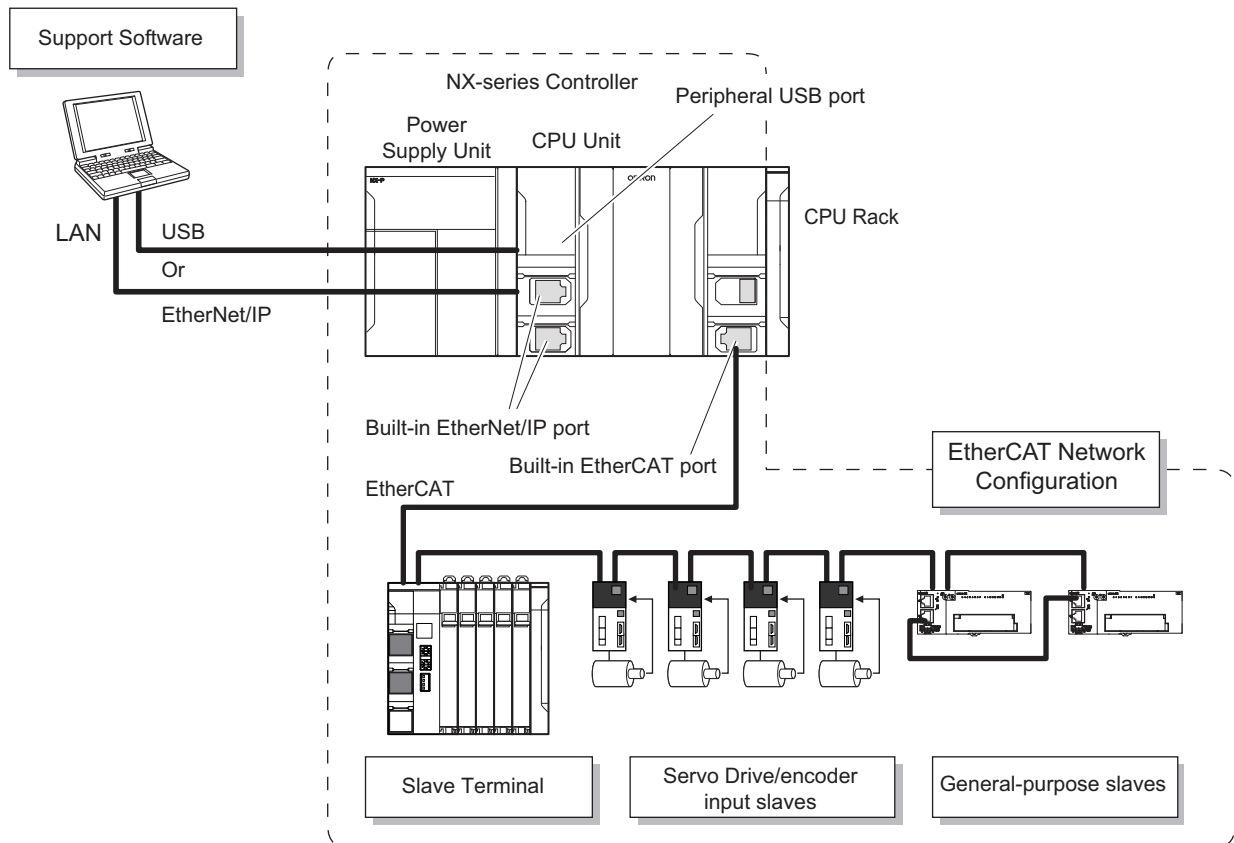 Support Software
NX-series Controller
Peripheral USB port
Power
Supply Unit
CPU Unit
NX-P
OMRON
CPU Rack
LAN
USB
Or
EtherNet/IP
Built-in EtherNet/IP port
Built-in EtherCAT port
EtherCAT
EtherCAT Network
Configuration
Slave Terminal
Servo Drive/encoder
input slaves
General-purpose slaves